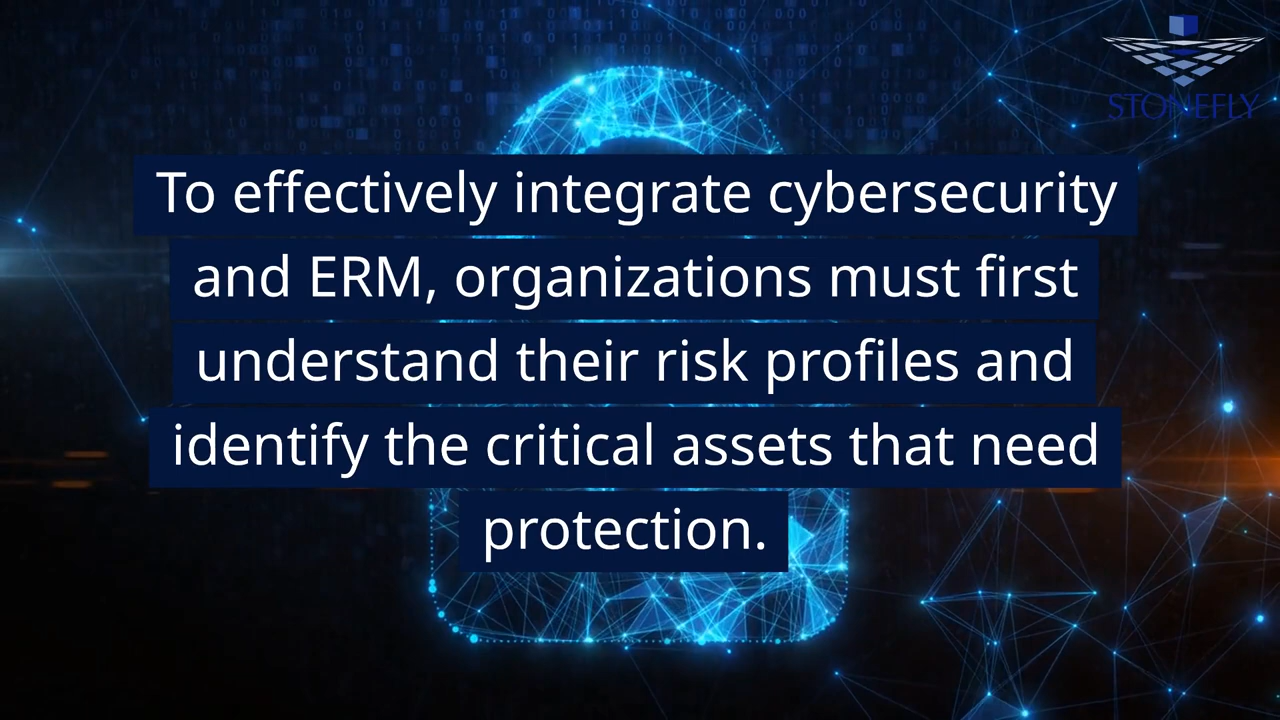 STONEFLY
To effectively integrate cybersecurity
and ERM, organizations must first
understand their risk profiles and
identify the critical assets that need
protection.